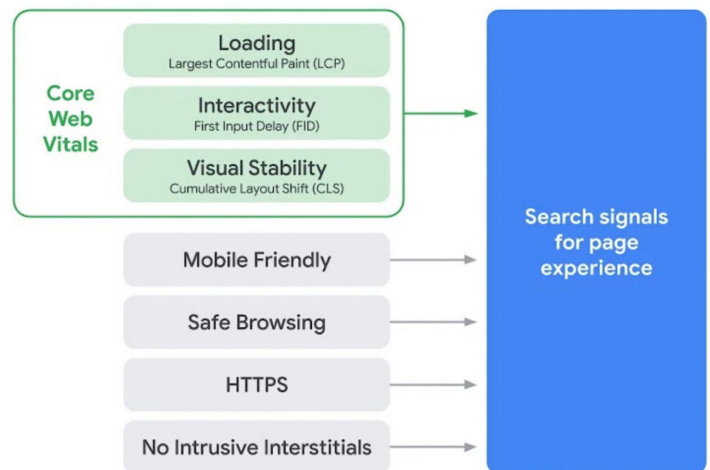 Core
Web
Vitals
Loading
Largest Contentful Paint (LCP)
Interactivity
First Input Delay (FID)
Visual Stability
Cumulative Layout Shift (CLS)
Mobile Friendly
Safe Browsing
HTTPS
No Intrusive Interstitials
Search signals
for page
experience